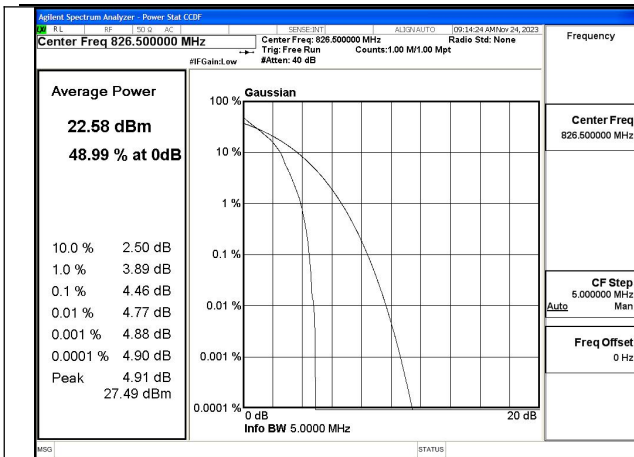 Agilent Spectrum Analyzer - Power Stat CCDF
RL RF 50 Ω AC SENSE:INT ALIGN AUTO 09:14:24 AM Nov 24, 2023
Center Freq 826.500000 MHz
Center Freq: 826.500000 MHz Radio Std: None
Trig: Free Run Counts:1.00 M/1.00 Mpt
#IFGain:Low #Atten: 40 dB
Frequency
Average Power
22.58 dBm
48.99 % at 0dB
10.0 % 2.50 dB
1.0 % 3.89 dB
0.1 % 4.46 dB
0.01 % 4.77 dB
0.001 % 4.88 dB
0.0001 % 4.90 dB
Peak 4.91 dB
27.49 dBm
100 % Gaussian
10 %
1 %
0.1 %
0.01 %
0.001 %
0.0001 %
0 dB 20 dB
Info BW 5.0000 MHz
Center Freq
826.500000 MHz
CF Step
5.000000 MHz
Auto Man
Freq Offset
0 Hz
MSG STATUS